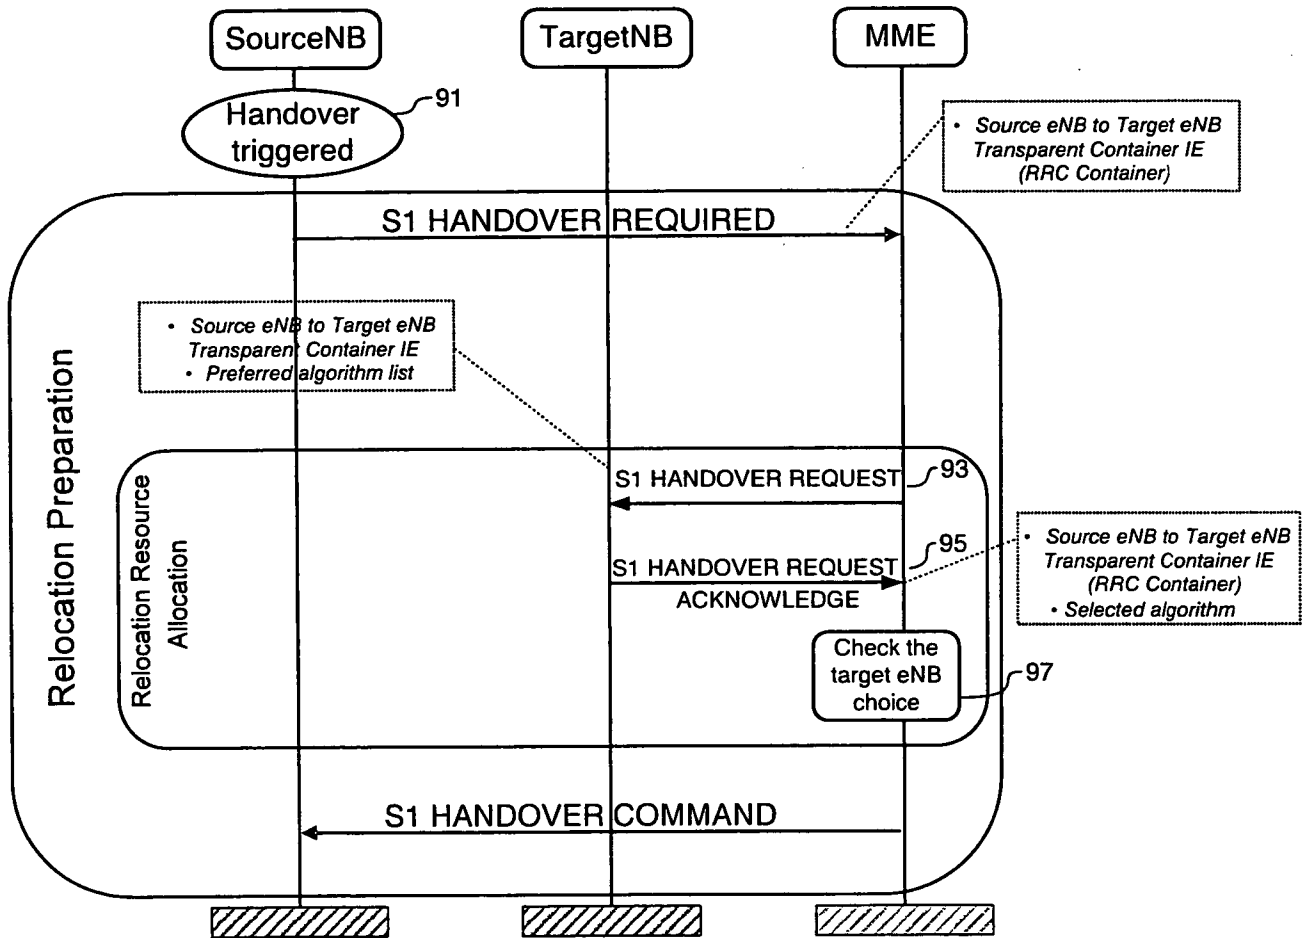 SourceNB
TargetNB
MME
Handover
triggered
91
• Source eNB to Target eNB
Transparent Container IE
(RRC Container)
S1 HANDOVER REQUIRED
• Source eNB to Target eNB
Transparent Container IE
• Preferred algorithm list
Relocation Preparation
Relocation Resource
Allocation
S1 HANDOVER REQUEST
93
S1 HANDOVER REQUEST
ACKNOWLEDGE
95
• Source eNB to Target eNB
Transparent Container IE
(RRC Container)
• Selected algorithm
Check the
target eNB
choice
97
S1 HANDOVER COMMAND